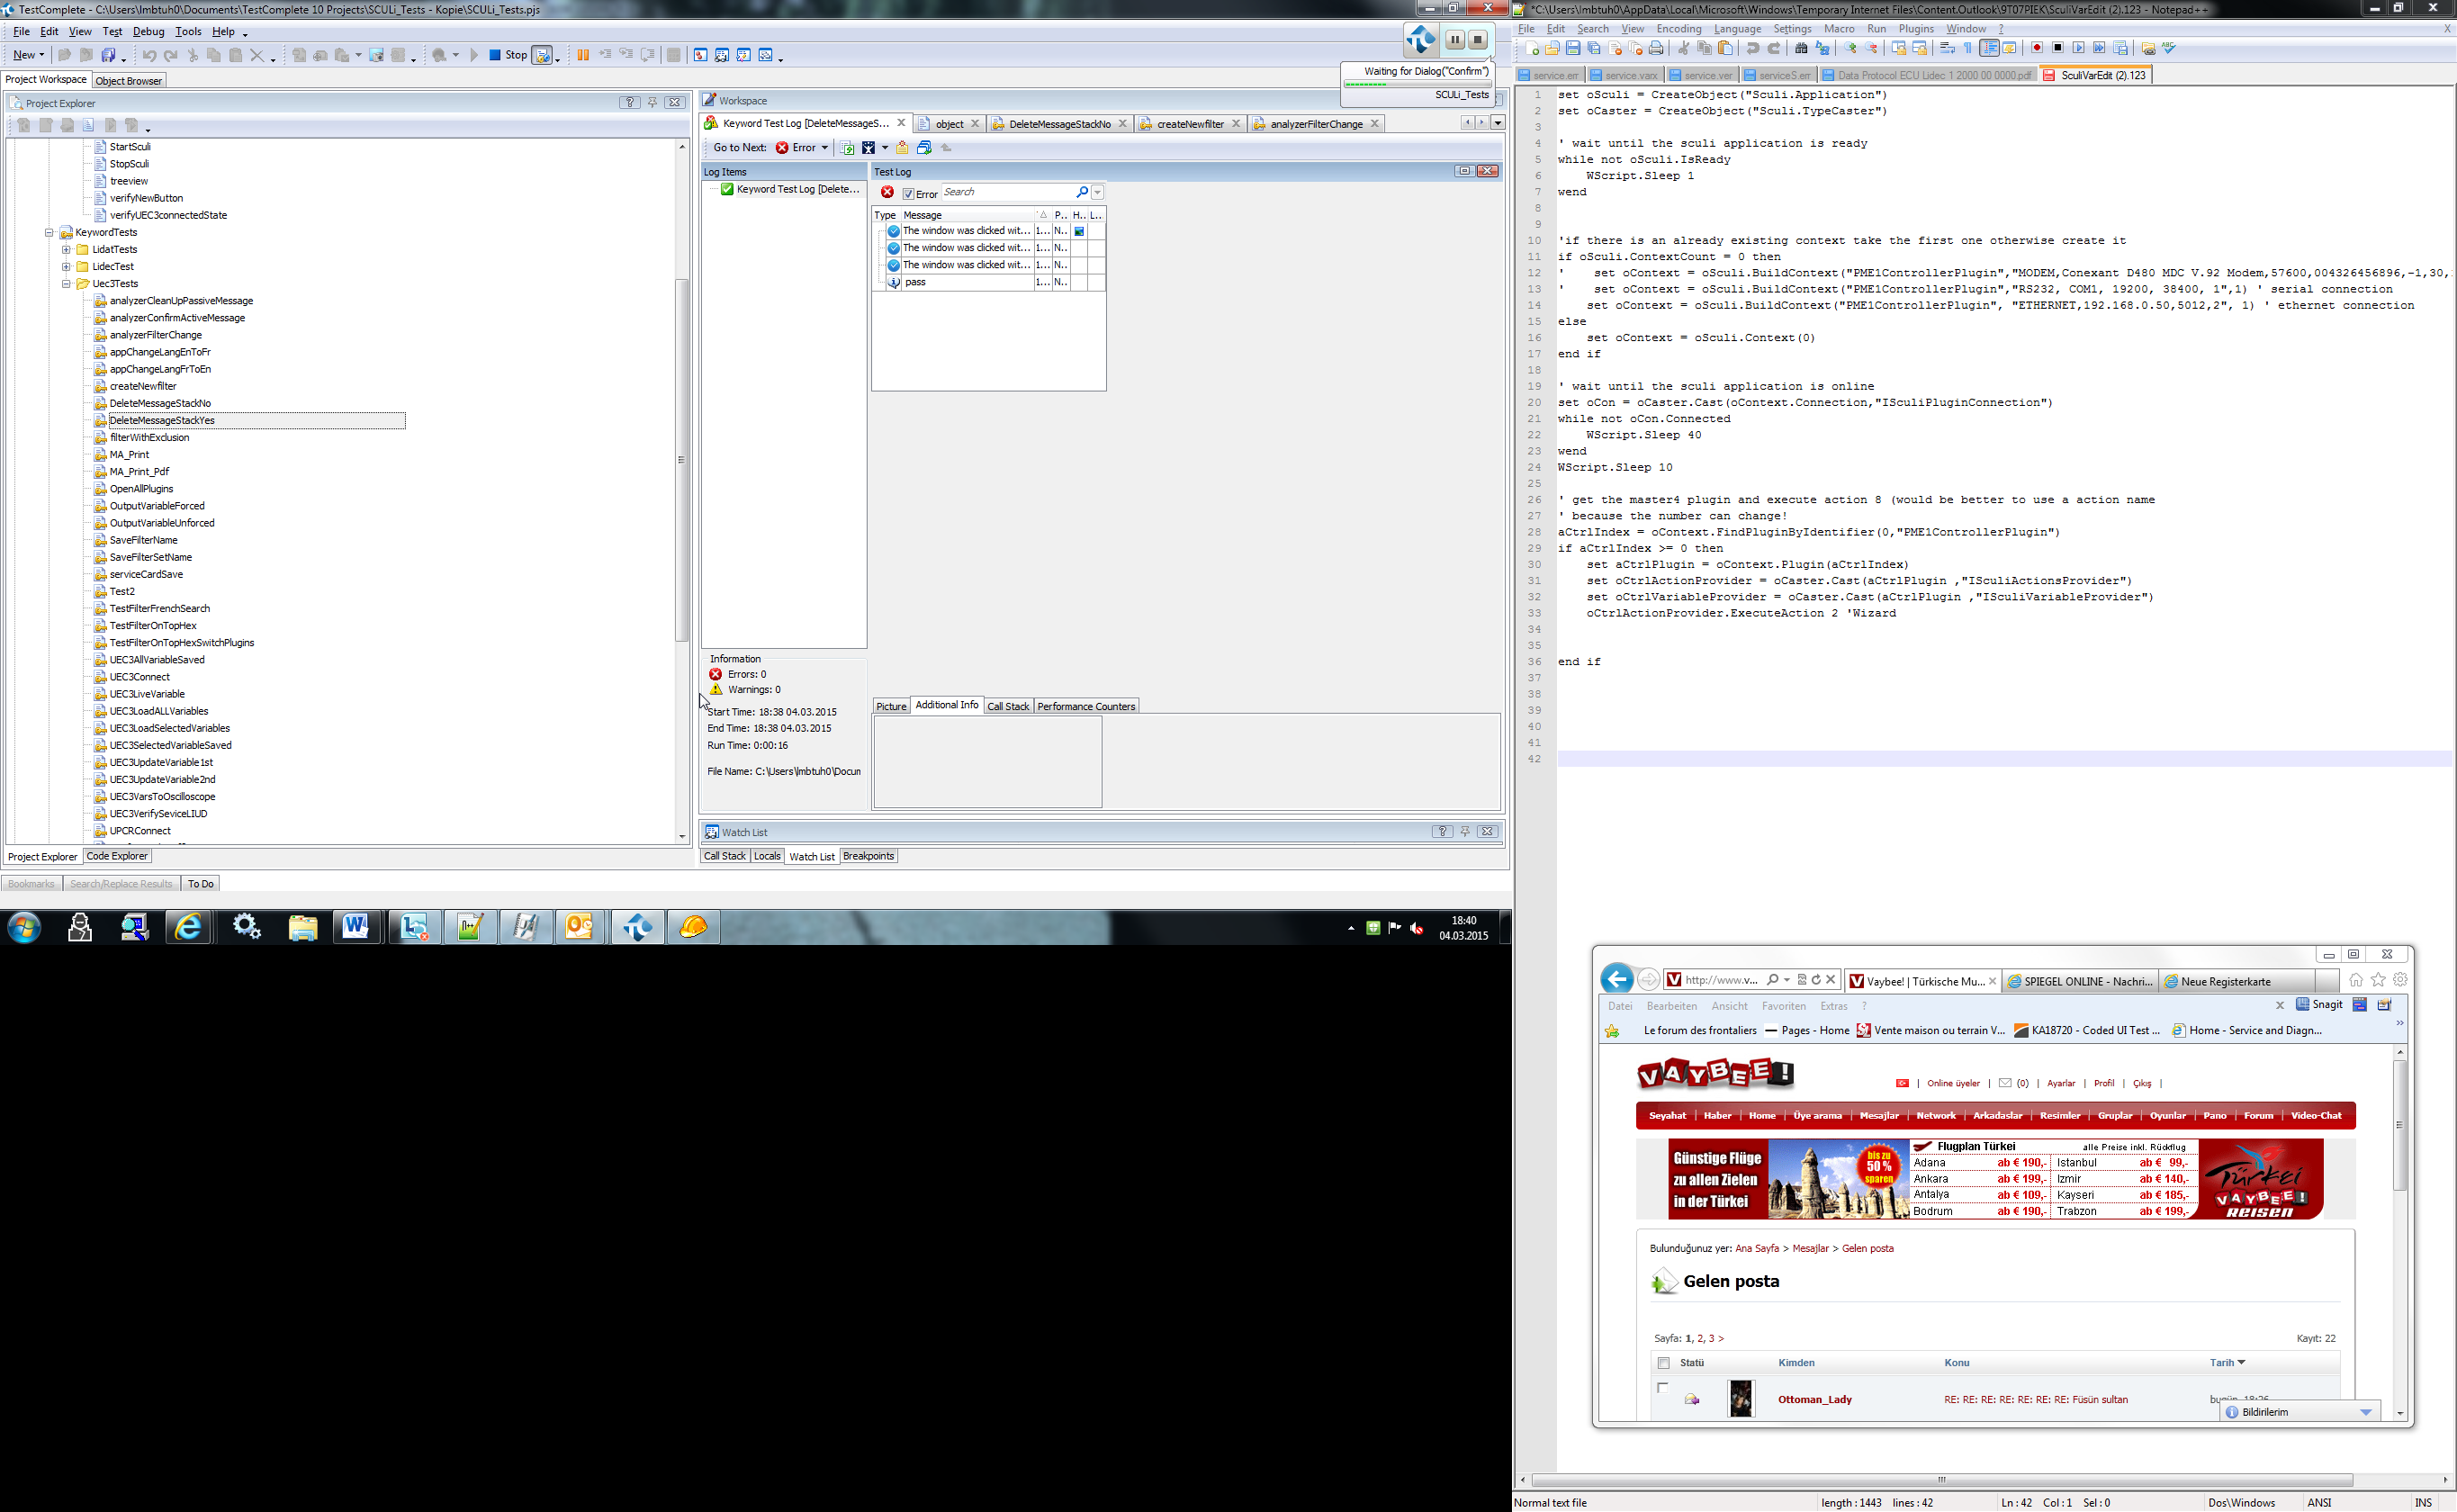 TestComplete - C:\Users\lmbtuh0\Documents\TestComplete 10 Projects\SCULi_Tests - Kopie\SCULi_Tests.pjs
File Edit View Test Debug Tools Help
New Stop
Waiting for Dialog("Confirm")
SCULi_Tests
Project Workspace Object Browser
Project Explorer
StartSculi
StopSculi
treeview
verifyNewButton
verifyUEC3connectedState
KeywordTests
LidatTests
LidecTest
Uec3Tests
analyzerCleanUpPassiveMessage
analyzerConfirmActiveMessage
analyzerFilterChange
appChangeLangEnToFr
appChangeLangFrToEn
createNewfilter
DeleteMessageStackNo
DeleteMessageStackYes
filterWithExclusion
MA_Print
MA_Print_Pdf
OpenAllPlugins
OutputVariableForced
OutputVariableUnforced
SaveFilterName
SaveFilterSetName
serviceCardSave
Test2
TestFilterFrenchSearch
TestFilterOnTopHex
TestFilterOnTopHexSwitchPlugins
UEC3AllVariableSaved
UEC3Connect
UEC3LiveVariable
UEC3LoadALLVariables
UEC3LoadSelectedVariables
UEC3SelectedVariableSaved
UEC3UpdateVariable1st
UEC3UpdateVariable2nd
UEC3VarsToOscilloscope
UEC3VerifySeviceLIUD
UPCRConnect
Project Explorer Code Explorer
Bookmarks Search/Replace Results To Do
Workspace
Keyword Test Log [DeleteMessageS... object DeleteMessageStackNo createNewfilter analyzerFilterChange
Go to Next: Error
Log Items
Keyword Test Log [Delete...
Test Log
Error Search
Type Message P.. H.. L...
The window was clicked wit... 1... N..
The window was clicked wit... 1... N..
The window was clicked wit... 1... N..
pass 1... N..
Information
Errors: 0
Warnings: 0
Start Time: 18:38 04.03.2015
End Time: 18:38 04.03.2015
Run Time: 0:00:16
File Name: C:\Users\lmbtuh0\Docun
Picture Additional Info Call Stack Performance Counters
Watch List
Call Stack Locals Watch List Breakpoints
18:40
04.03.2015
*C:\Users\lmbtuh0\AppData\Local\Microsoft\Windows\Temporary Internet Files\Content.Outlook\9T07PIEK\SculiVarEdit (2).123 - Notepad++
File Edit Search View Encoding Language Settings Macro Run Plugins Window ? X
service.err service.varx service.ver serviceS.err Data Protocol ECU Lidec 1 2000 00 0000.pdf SculiVarEdit (2).123
1 set oSculi = CreateObject("Sculi.Application")
2 set oCaster = CreateObject("Sculi.TypeCaster")
3
4 ' wait until the sculi application is ready
5 while not oSculi.IsReady
6 WScript.Sleep 1
7 wend
8
9
10 'if there is an already existing context take the first one otherwise create it
11 if oSculi.ContextCount = 0 then
12 ' set oContext = oSculi.BuildContext("PME1ControllerPlugin","MODEM,Conexant D480 MDC V.92 Modem,57600,004326456896,-1,30,
13 ' set oContext = oSculi.BuildContext("PME1ControllerPlugin","RS232, COM1, 19200, 38400, 1",1) ' serial connection
14 set oContext = oSculi.BuildContext("PME1ControllerPlugin", "ETHERNET,192.168.0.50,5012,2", 1) ' ethernet connection
15 else
16 set oContext = oSculi.Context(0)
17 end if
18
19 ' wait until the sculi application is online
20 set oCon = oCaster.Cast(oContext.Connection,"ISculiPluginConnection")
21 while not oCon.Connected
22 WScript.Sleep 40
23 wend
24 WScript.Sleep 10
25
26 ' get the master4 plugin and execute action 8 (would be better to use a action name
27 ' because the number can change!
28 aCtrlIndex = oContext.FindPluginByIdentifier(0,"PME1ControllerPlugin")
29 if aCtrlIndex >= 0 then
30 set aCtrlPlugin = oContext.Plugin(aCtrlIndex)
31 set oCtrlActionProvider = oCaster.Cast(aCtrlPlugin ,"ISculiActionsProvider")
32 set oCtrlVariableProvider = oCaster.Cast(aCtrlPlugin ,"ISculiVariableProvider")
33 oCtrlActionProvider.ExecuteAction 2 'Wizard
34
35
36 end if
37
38
39
40
41
42
http://www.v... Vaybee! | Türkische Mu... SPIEGEL ONLINE - Nachri... Neue Registerkarte
Datei Bearbeiten Ansicht Favoriten Extras ? x Snagit
Le forum des frontaliers Pages - Home Vente maison ou terrain V... KA18720 - Coded UI Test ... Home - Service and Diagn...
VAYBEE!
| Online üyeler | (0) | Ayarlar | Profil | Çıkış |
Seyahat | Haber | Home | Üye arama | Mesajlar | Network | Arkadaslar | Resimler | Gruplar | Oyunlar | Pano | Forum | Video-Chat
Günstige Flüge
zu allen Zielen
in der Türkei
bis zu
50 %
sparen
Flugplan Türkei alle Preise inkl. Rückflug
Adana ab € 190,- Istanbul ab € 99,-
Ankara ab € 199,- Izmir ab € 140,-
Antalya ab € 109,- Kayseri ab € 185,-
Bodrum ab € 190,- Trabzon ab € 199,-
Türkei
VAYBEE!
REISEN
Bulunduğunuz yer: Ana Sayfa > Mesajlar > Gelen posta
Gelen posta
Sayfa: 1, 2, 3 > Kayıt: 22
Statü Kimden Konu Tarih
Ottoman_Lady RE: RE: RE: RE: RE: RE: RE: Füsün sultan bugün, 18:26
Bildirilerim
Normal text file length : 1443 lines : 42 Ln : 42 Col : 1 Sel : 0 Dos\Windows ANSI INS